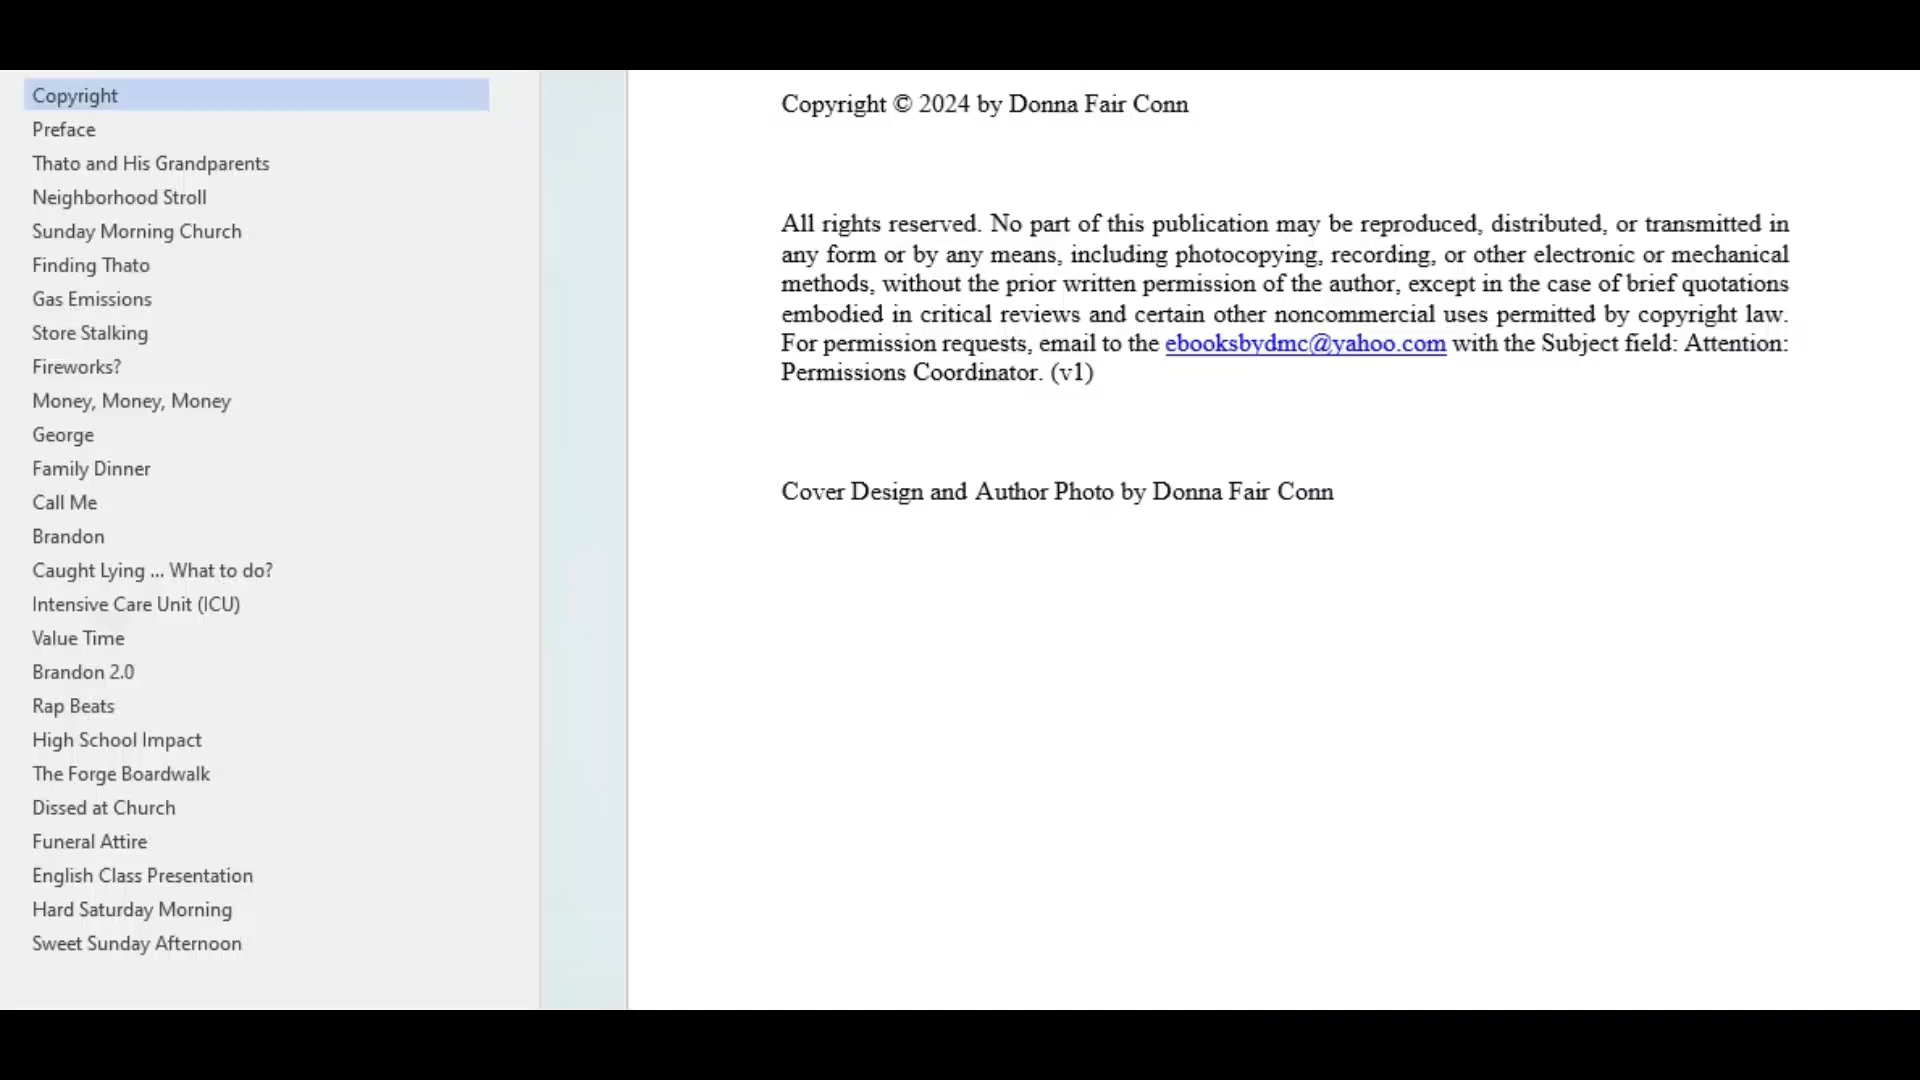 Copyright
Preface
Thato and His Grandparents
Neighborhood Stroll
Sunday Morning Church
Finding Thato
Gas Emissions
Store Stalking
Fireworks?
Money, Money, Money
George
Family Dinner
Call Me
Brandon
Caught Lying ... What to do?
Intensive Care Unit (ICU)
Value Time
Brandon 2.0
Rap Beats
High School Impact
The Forge Boardwalk
Dissed at Church
Funeral Attire
English Class Presentation
Hard Saturday Morning
Sweet Sunday Afternoon
Copyright © 2024 by Donna Fair Conn
All rights reserved. No part of this publication may be reproduced, distributed, or transmitted in
any form or by any means, including photocopying, recording, or other electronic or mechanical
methods, without the prior written permission of the author, except in the case of brief quotations
embodied in critical reviews and certain other noncommercial uses permitted by copyright law.
For permission requests, email to the ebooksbydmc@yahoo.com with the Subject field: Attention:
Permissions Coordinator. (v1)
Cover Design and Author Photo by Donna Fair Conn